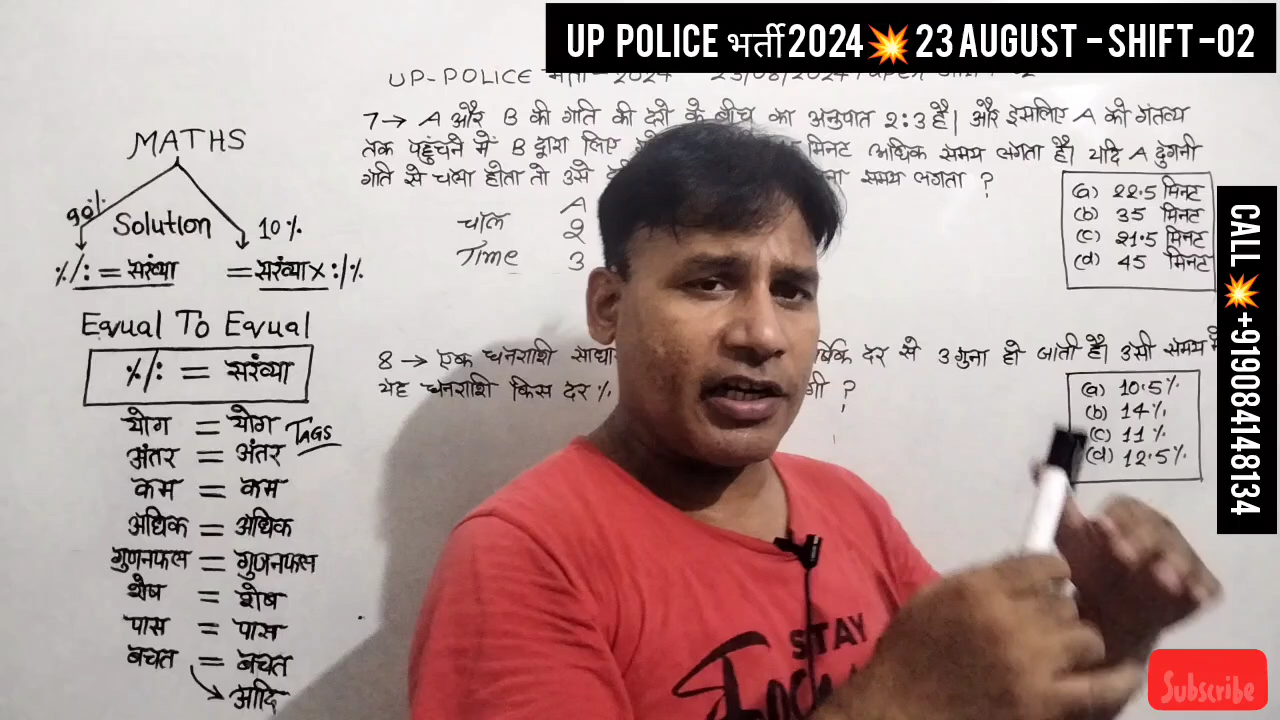 UP POLICE भर्ती 2024💥23 AUGUST - SHIFT -02
UP-POLICE भर्ती - 2024
7→ A और B की गति की दरों के बीच का अनुपात 2:3 है। और इसलिए A को गंतव्य
तक पहुंचने में B द्वारा लिए मिनट अधिक समय लगता है। यदि A दुगनी
गति से चला होता तो उसे समय लगता ?
(a) 22.5 मिनट
(b) 35 मिनट
(c) 21.5 मिनट
(d) 45 मिनट
A
चाल 2
Time 3
8→ एक धनराशि दर से 3 गुना हो जाती है। उसी समय में
यह धनराशि किस दर % ?
(a) 10.5%
(b) 14%
(c) 11%
(d) 12.5%
MATHS
90% Solution 10%
%/: = संख्या = संख्या x :/%
Equal To Equal
%/: = संख्या
योग = योग TAGS
अंतर = अंतर
कम = कम
अधिक = अधिक
गुणनफल = गुणनफल
शेष = शेष
पास = पास
बचत = बचत
आदि
STAY
CALL💥+919084148134
Subscribe